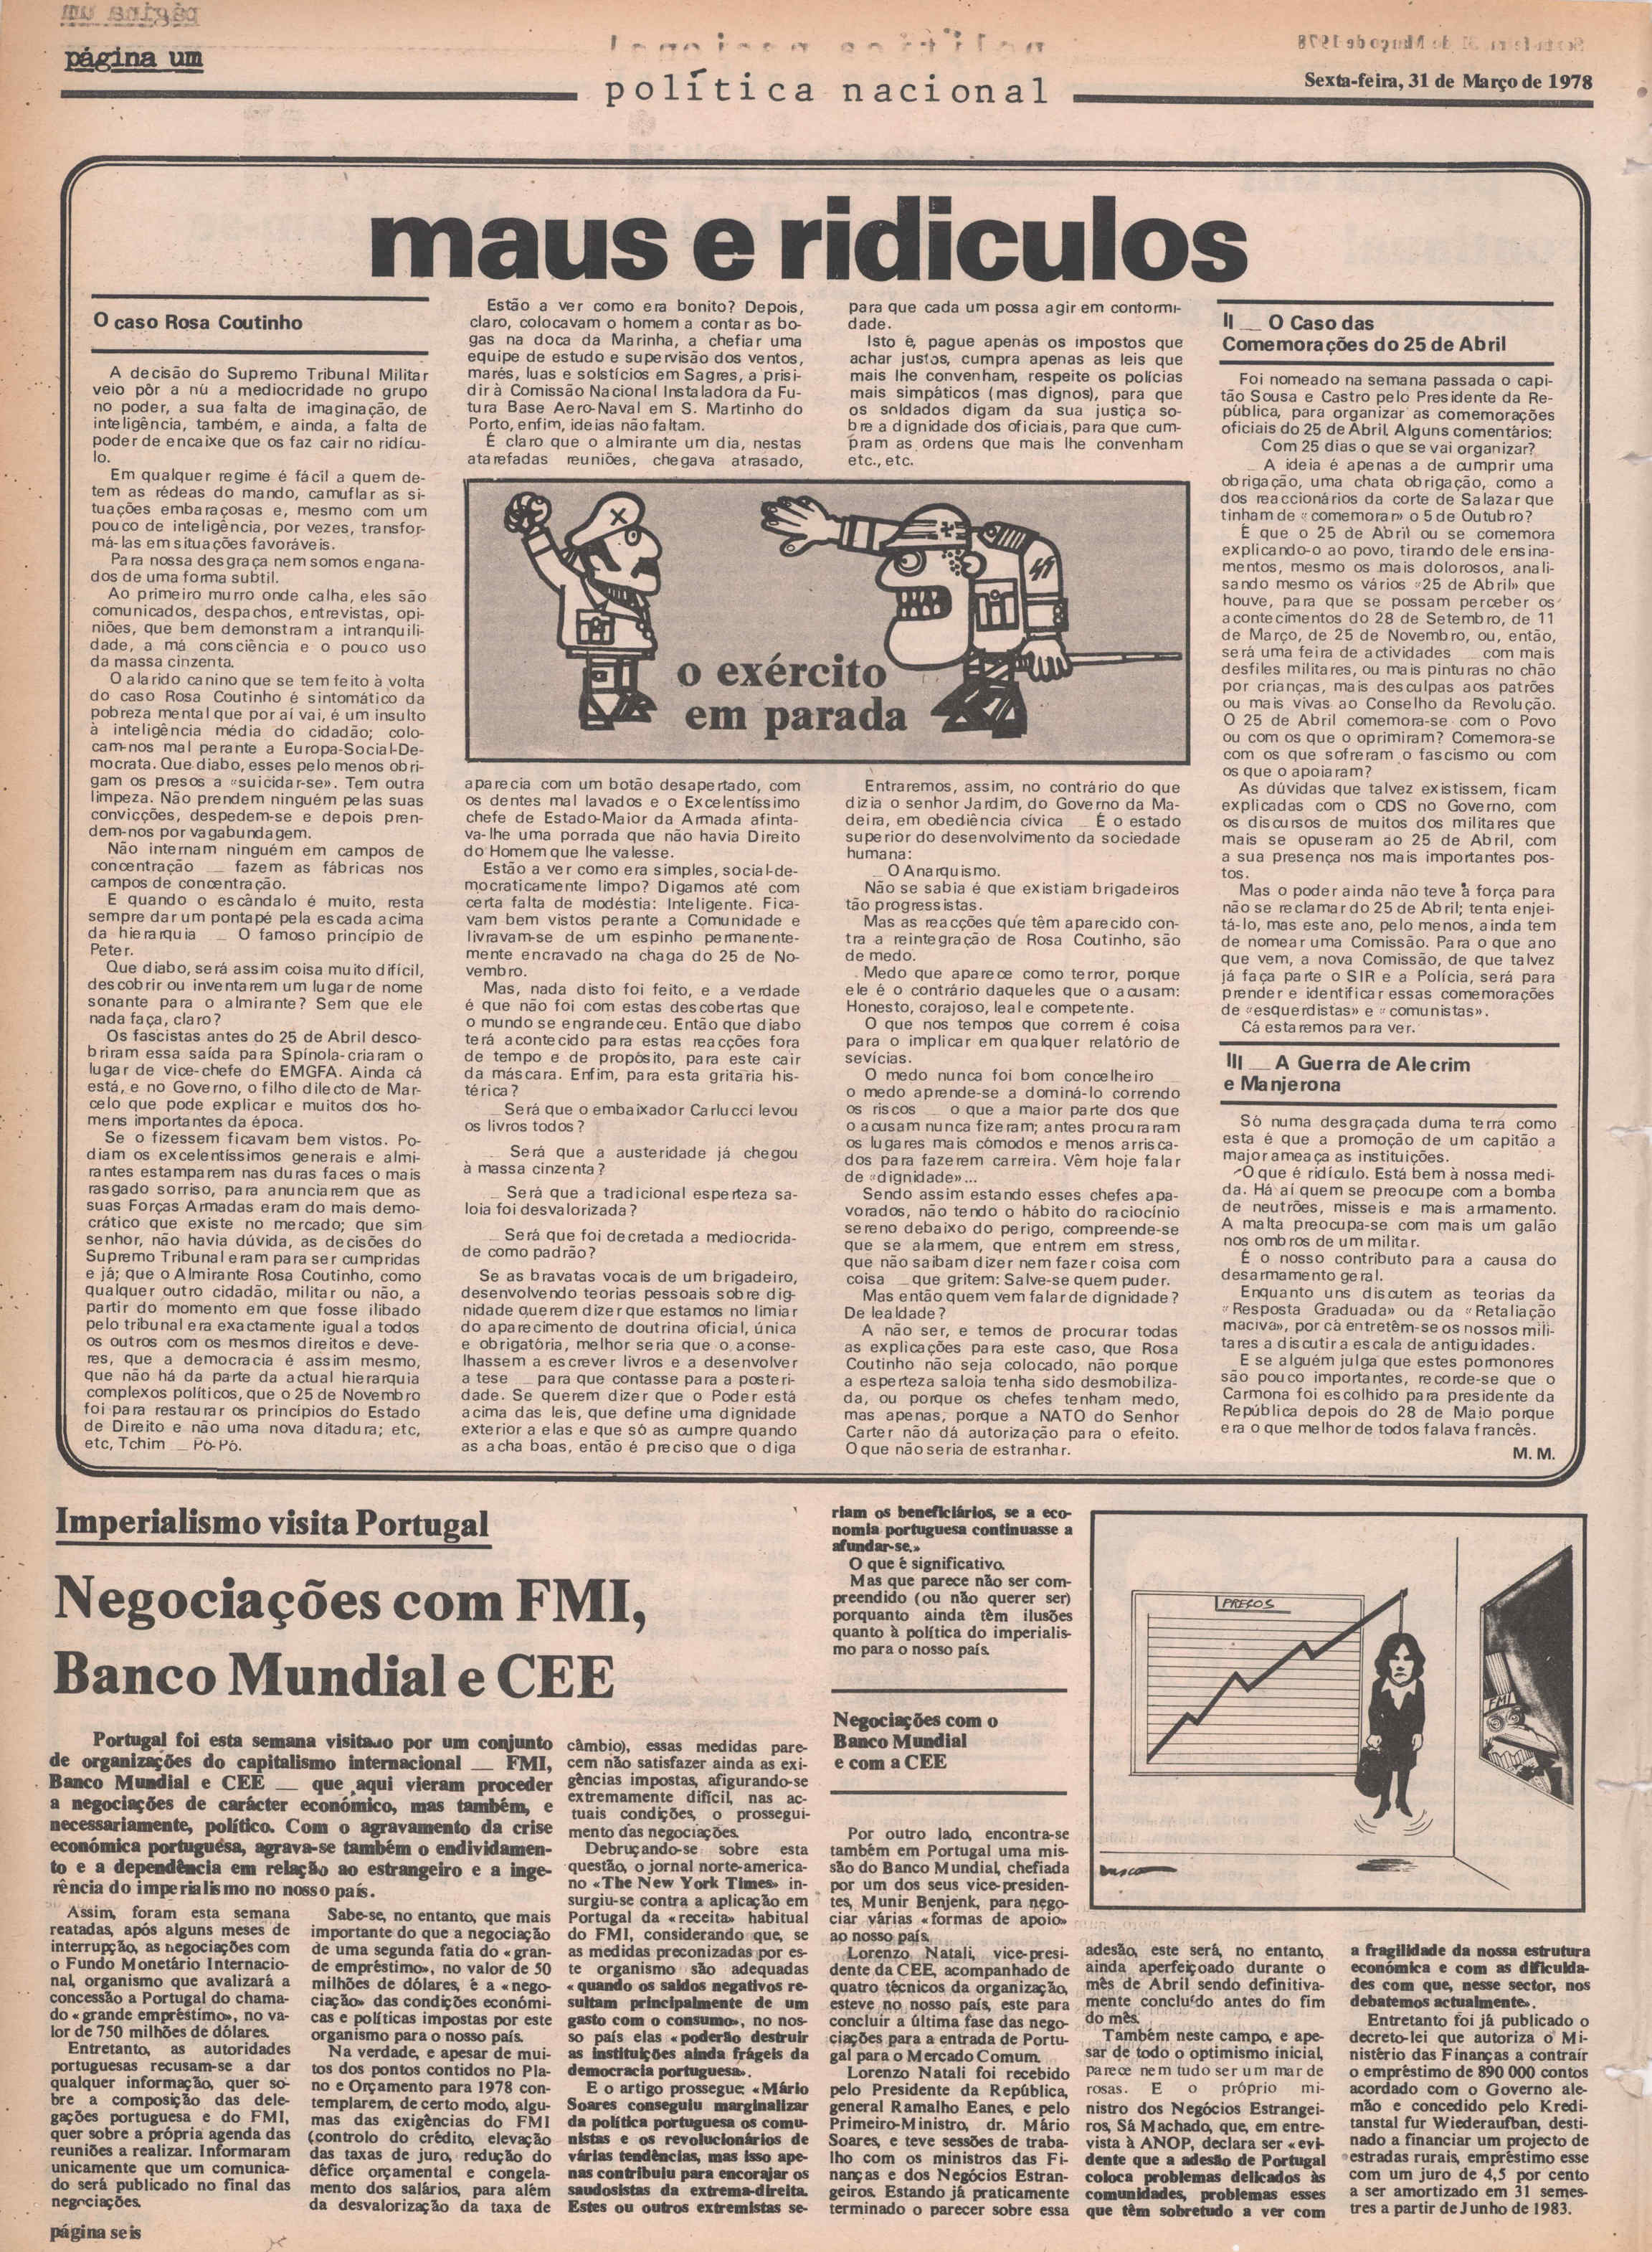 página um
política nacional
Sexta-feira, 31 de Março de 1978
maus e ridiculos
O caso Rosa Coutinho
A decisão do Supremo Tribunal Militar
veio pôr a nù a mediocridade no grupo
no poder, a sua falta de imaginação, de
inteligência, também, e ainda, a falta de
poder de encaixe que os faz cair no ridícu-
lo.
Em qualquer regime é fácil a quem de-
tem as rédeas do mando, camuflar as si-
tuações embaraçosas e, mesmo com um
pouco de inteligência, por vezes, transfor-
má-las em situações favoráveis.
Para nossa desgraça nem somos engana-
dos de uma forma subtil.
Ao primeiro murro onde calha, eles são
comunicados, despachos, entrevistas, opi-
niões, que bem demonstram a intranquili-
dade, a má consciência e o pouco uso
da massa cinzenta.
O alarido canino que se tem feito à volta
do caso Rosa Coutinho é sintomático da
pobreza mental que por aí vai, é um insulto
à inteligência média do cidadão; colo-
cam-nos mal perante a Europa-Social-De-
mocrata. Que diabo, esses pelo menos obri-
gam os presos a «suicidar-se». Tem outra
limpeza. Não prendem ninguém pelas suas
convicções, despedem-se e depois pren-
dem-nos por vagabundagem.
Não internam ninguém em campos de
concentração _ fazem as fábricas nos
campos de concentração.
E quando o escândalo é muito, resta
sempre dar um pontapé pela escada acima
da hierarquia _ O famoso princípio de
Peter.
Que diabo, será assim coisa muito difícil,
descobrir ou inventarem um lugar de nome
sonante para o almirante? Sem que ele
nada faça, claro?
Os fascistas antes do 25 de Abril desco-
briram essa saída para Spínola-criaram o
lugar de vice-chefe do EMGFA. Ainda cá
está, e no Governo, o filho dilecto de Mar-
celo que pode explicar e muitos dos ho-
mens importantes da época.
Se o fizessem ficavam bem vistos. Po-
diam os excelentíssimos generais e almi-
rantes estamparem nas duras faces o mais
rasgado sorriso, para anunciarem que as
suas Forças Armadas eram do mais demo-
crático que existe no mercado; que sim
senhor, não havia dúvida, as decisões do
Supremo Tribunal eram para ser cumpridas
e já; que o Almirante Rosa Coutinho, como
qualquer outro cidadão, militar ou não, a
partir do momento em que fosse ilibado
pelo tribunal era exactamente igual a todos
os outros com os mesmos direitos e deve-
res, que a democracia é assim mesmo,
que não há da parte da actual hierarquia
complexos políticos, que o 25 de Novembro
foi para restaurar os princípios do Estado
de Direito e não uma nova ditadura; etc,
etc, Tchim _ Pó-Pó.
Estão a ver como era bonito? Depois,
claro, colocavam o homem a contar as bo-
gas na doca da Marinha, a chefiar uma
equipe de estudo e supervisão dos ventos,
marés, luas e solstícios em Sagres, a prisi-
dir à Comissão Nacional Instaladora da Fu-
tura Base Aero-Naval em S. Martinho do
Porto, enfim, ideias não faltam.
É claro que o almirante um dia, nestas
atarefadas reuniões, chegava atrasado,
para que cada um possa agir em contormi-
dade.
Isto é, pague apenàs os impostos que
achar justos, cumpra apenas as leis que
mais lhe convenham, respeite os polícias
mais simpáticos (mas dignos), para que
os soldados digam da sua justiça so-
bre a dignidade dos oficiais, para que cum-
pram as ordens que mais lhe convenham
etc., etc.
o exército
em parada
aparecia com um botão desapertado, com
os dentes mal lavados e o Excelentíssimo
chefe de Estado-Maior da Armada afinta-
va-lhe uma porrada que não havia Direito
do Homem que lhe valesse.
Estão a ver como era simples, social-de-
mocraticamente limpo? Digamos até com
certa falta de modéstia: Inteligente. Fica-
vam bem vistos perante a Comunidade e
livravam-se de um espinho permanente-
mente encravado na chaga do 25 de No-
vembro.
Mas, nada disto foi feito, e a verdade
é que não foi com estas descobertas que
o mundo se engrandeceu. Então que diabo
terá acontecido para estas reacções fora
de tempo e de propósito, para este cair
da máscara. Enfim, para esta gritaria his-
térica?
_ Será que o embaixador Carlucci levou
os livros todos?
_ Será que a austeridade já chegou
à massa cinzenta?
_ Será que a tradicional esperteza sa-
loia foi desvalorizada?
_ Será que foi decretada a mediocrida-
de como padrão?
Se as bravatas vocais de um brigadeiro,
desenvolvendo teorias pessoais sobre dig-
nidade querem dizer que estamos no limiar
do aparecimento de doutrina oficial, única
e obrigatória, melhor seria que o aconse-
lhassem a escrever livros e a desenvolver
a tese _ para que contasse para a posteri-
dade. Se querem dizer que o Poder está
acima das leis, que define uma dignidade
exterior a elas e que só as cumpre quando
as acha boas, então é preciso que o diga
Entraremos, assim, no contrário do que
dizia o senhor Jardim, do Governo da Ma-
deira, em obediência cívica _ É o estado
superior do desenvolvimento da sociedade
humana:
_ O Anarquismo.
Não se sabia é que existiam brigadeiros
tão progressistas.
Mas as reacções que têm aparecido con-
tra a reintegração de Rosa Coutinho, são
de medo.
Medo que aparece como terror, porque
ele é o contrário daqueles que o acusam:
Honesto, corajoso, leal e competente.
O que nos tempos que correm é coisa
para o implicar em qualquer relatório de
sevícias.
O medo nunca foi bom concelheiro _
o medo aprende-se a dominá-lo correndo
os riscos _ o que a maior parte dos que
o acusam nunca fizeram; antes procuraram
os lugares mais cómodos e menos arrisca-
dos para fazerem carreira. Vêm hoje falar
de «dignidade»...
Sendo assim estando esses chefes apa-
vorados, não tendo o hábito do raciocínio
sereno debaixo do perigo, compreende-se
que se alarmem, que entrem em stress,
que não saibam dizer nem fazer coisa com
coisa _ que gritem: Salve-se quem puder.
Mas então quem vem falar de dignidade?
De lealdade?
A não ser, e temos de procurar todas
as explicações para este caso, que Rosa
Coutinho não seja colocado, não porque
a esperteza saloia tenha sido desmobiliza-
da, ou porque os chefes tenham medo,
mas apenas, porque a NATO do Senhor
Carter não dá autorização para o efeito.
O que não seria de estranhar.
II _ O Caso das
Comemorações do 25 de Abril
Foi nomeado na semana passada o capi-
tão Sousa e Castro pelo Presidente da Re-
pública, para organizar as comemorações
oficiais do 25 de Abril. Alguns comentários:
Com 25 dias o que se vai organizar?
_ A ideia é apenas a de cumprir uma
obrigação, uma chata obrigação, como a
dos reaccionários da corte de Salazar que
tinham de «comemorar» o 5 de Outubro?
É que o 25 de Abril ou se comemora
explicando-o ao povo, tirando dele ensina-
mentos, mesmo os mais dolorosos, anali-
sando mesmo os vários «25 de Abril» que
houve, para que se possam perceber os
acontecimentos do 28 de Setembro, de 11
de Março, de 25 de Novembro, ou, então,
será uma feira de actividades _ com mais
desfiles militares, ou mais pinturas no chão
por crianças, mais desculpas aos patrões
ou mais vivas ao Conselho da Revolução.
O 25 de Abril comemora-se com o Povo
ou com os que o oprimiram? Comemora-se
com os que sofreram o fascismo ou com
os que o apoiaram?
As dúvidas que talvez existissem, ficam
explicadas com o CDS no Governo, com
os discursos de muitos dos militares que
mais se opuseram ao 25 de Abril, com
a sua presença nos mais importantes pos-
tos.
Mas o poder ainda não teve à força para
não se reclamar do 25 de Abril; tenta enjei-
tá-lo, mas este ano, pelo menos, ainda tem
de nomear uma Comissão. Para o que ano
que vem, a nova Comissão, de que talvez
já faça parte o SIR e a Polícia, será para
prender e identificar essas comemorações
de «esquerdistas» e «comunistas».
Cá estaremos para ver.
III _ A Guerra de Alecrim
e Manjerona
Só numa desgraçada duma terra como
esta é que a promoção de um capitão a
major ameaça as instituições.
O que é ridículo. Está bem à nossa medi-
da. Há aí quem se preocupe com a bomba
de neutrões, misseis e mais armamento.
A malta preocupa-se com mais um galão
nos ombros de um militar.
É o nosso contributo para a causa do
desarmamento geral.
Enquanto uns discutem as teorias da
«Resposta Graduada» ou da «Retaliação
maciva», por cá entretêm-se os nossos mili-
tares a discutir a escala de antiguidades.
E se alguém julga que estes pormonores
são pouco importantes, recorde-se que o
Carmona foi escolhido para presidente da
República depois do 28 de Maio porque
era o que melhor de todos falava francês.
M. M.
Imperialismo visita Portugal
Negociações com FMI,
Banco Mundial e CEE
Portugal foi esta semana visitado por um conjunto
de organizações do capitalismo internacional _ FMI,
Banco Mundial e CEE _ que aqui vieram proceder
a negociações de carácter económico, mas também, e
necessariamente, político. Com o agravamento da crise
económica portuguesa, agrava-se também o endividamen-
to e a dependência em relação ao estrangeiro e a inge-
rência do imperialismo no nosso país.
Assim, foram esta semana
reatadas, após alguns meses de
interrupção, as negociações com
o Fundo Monetário Internacio-
nal, organismo que avalizará a
concessão a Portugal do chama-
do «grande empréstimo», no va-
lor de 750 milhões de dólares.
Entretanto, as autoridades
portuguesas recusam-se a dar
qualquer informação, quer so-
bre a composição das dele-
gações portuguesa e do FMI,
quer sobre a própria agenda das
reuniões a realizar. Informaram
unicamente que um comunica-
do será publicado no final das
negociações.
Sabe-se, no entanto, que mais
importante do que a negociação
de uma segunda fatia do «gran-
de empréstimo», no valor de 50
milhões de dólares, é a «nego-
ciação» das condições económi-
cas e políticas impostas por este
organismo para o nosso país.
Na verdade, e apesar de mui-
tos dos pontos contidos no Pla-
no e Orçamento para 1978 con-
templarem, de certo modo, algu-
mas das exigências do FMI
(controlo do crédito, elevação
das taxas de juro, redução do
défice orçamental e congela-
mento dos salários, para além
da desvalorização da taxa de
câmbio), essas medidas pare-
cem não satisfazer ainda as exi-
gências impostas, afigurando-se
extremamente difícil, nas ac-
tuais condições, o prossegui-
mento das negociações.
Debruçando-se sobre esta
questão, o jornal norte-america-
no «The New York Times» in-
surgiu-se contra a aplicação em
Portugal da «receita» habitual
do FMI, considerando que, se
as medidas preconizadas por es-
te organismo são adequadas
«quando os saldos negativos re-
sultam principalmente de um
gasto com o consumo», no nos-
so país elas «poderão destruir
as instituições ainda frágeis da
democracia portuguesa».
E o artigo prossegue: «Mário
Soares conseguiu marginalizar
da política portuguesa os comu-
nistas e os revolucionários de
várias tendências, mas isso ape-
nas contribuiu para encorajar os
saudosistas da extrema-direita.
Estes ou outros extremistas se-
riam os beneficiários, se a eco-
nomia portuguesa continuasse a
afundar-se.»
O que é significativo.
Mas que parece não ser com-
preendido (ou não querer ser)
porquanto ainda têm ilusões
quanto à política do imperialis-
mo para o nosso país.
Negociações com o
Banco Mundial
e com a CEE
Por outro lado, encontra-se
também em Portugal uma mis-
são do Banco Mundial, chefiada
por um dos seus vice-presiden-
tes, Munir Benjenk, para nego-
ciar várias «formas de apoio»
ao nosso país.
Lorenzo Natali, vice-presi-
dente da CEE, acompanhado de
quatro técnicos da organização,
esteve no nosso país, este para
concluir a última fase das nego-
ciações para a entrada de Portu-
gal para o Mercado Comum.
Lorenzo Natali foi recebido
pelo Presidente da República,
general Ramalho Eanes, e pelo
Primeiro-Ministro, dr. Mário
Soares, e teve sessões de traba-
lho com os ministros das Fi-
nanças e dos Negócios Estran-
geiros. Estando já praticamente
terminado o parecer sobre essa
PREÇOS
FMI
adesão, este será, no entanto,
ainda aperfeiçoado durante o
mês de Abril sendo definitiva-
mente concluído antes do fim
do mês.
Também neste campo, e ape-
sar de todo o optimismo inicial,
parece nem tudo ser um mar de
rosas. E o próprio mi-
nistro dos Negócios Estrangei-
ros, Sá Machado, que, em entre-
vista à ANOP, declara ser «evi-
dente que a adesão de Portugal
coloca problemas delicados às
comunidades, problemas esses
que têm sobretudo a ver com
a fragilidade da nossa estrutura
económica e com as dificulda-
des com que, nesse sector, nos
debatemos actualmente».
Entretanto foi já publicado o
decreto-lei que autoriza o Mi-
nistério das Finanças a contrair
o empréstimo de 890 000 contos
acordado com o Governo ale-
mão e concedido pelo Kredi-
tanstal fur Wiederaufban, desti-
nado a financiar um projecto de
estradas rurais, empréstimo esse
com um juro de 4,5 por cento
a ser amortizado em 31 semes-
tres a partir de Junho de 1983.
página seis